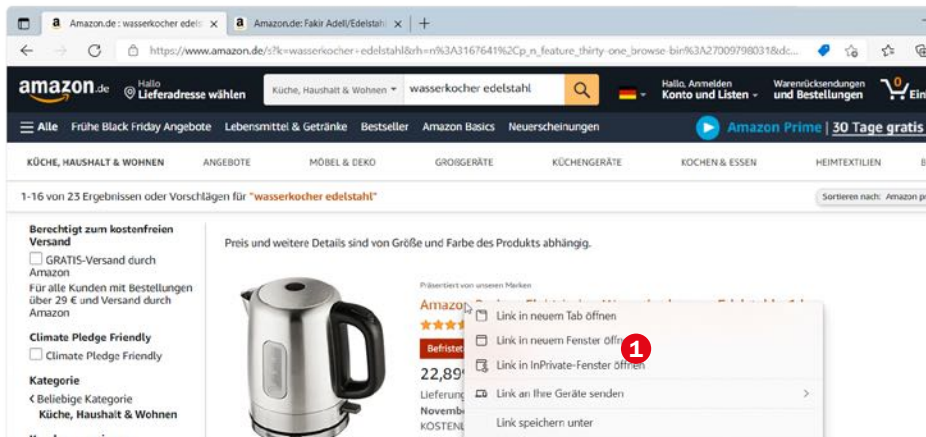 Amazon.de : wasserkocher edels
Amazon.de: Fakir Adell/Edelstahl
https://www.amazon.de/s?k=wasserkocher+edelstahl&rh=n%3A3167641%2Cp_n_feature_thirty-one_browse-bin%3A27009798031&dc...
amazon.de
Hallo
Lieferadresse wählen
Küche, Haushalt & Wohnen
wasserkocher edelstahl
Hallo, Anmelden
Konto und Listen
Warenrücksendungen
und Bestellungen
0
Ein
Alle Frühe Black Friday Angebote Lebensmittel & Getränke Bestseller Amazon Basics Neuerscheinungen
Amazon Prime | 30 Tage gratis
KÜCHE, HAUSHALT & WOHNEN ANGEBOTE MÖBEL & DEKO GROẞGERÄTE KÜCHENGERÄTE KOCHEN & ESSEN HEIMTEXTILIEN
1-16 von 23 Ergebnissen oder Vorschlägen für "wasserkocher edelstahl"
Sortieren nach: Amazon p
Berechtigt zum kostenfreien
Versand
GRATIS-Versand durch
Amazon
Für alle Kunden mit Bestellungen
über 29 € und Versand durch
Amazon
Climate Pledge Friendly
Climate Pledge Friendly
Kategorie
Beliebige Kategorie
Küche, Haushalt & Wohnen
Preis und weitere Details sind von Größe und Farbe des Produkts abhängig.
Präsentiert von unseren Marken
Amazo
Befristet
22,89
Lieferung
Novembe
KOSTENL
Link in neuem Tab öffnen
Link in neuem Fenster öffn
1
Link in InPrivate-Fenster öffnen
Link an Ihre Geräte senden
Link speichern unter